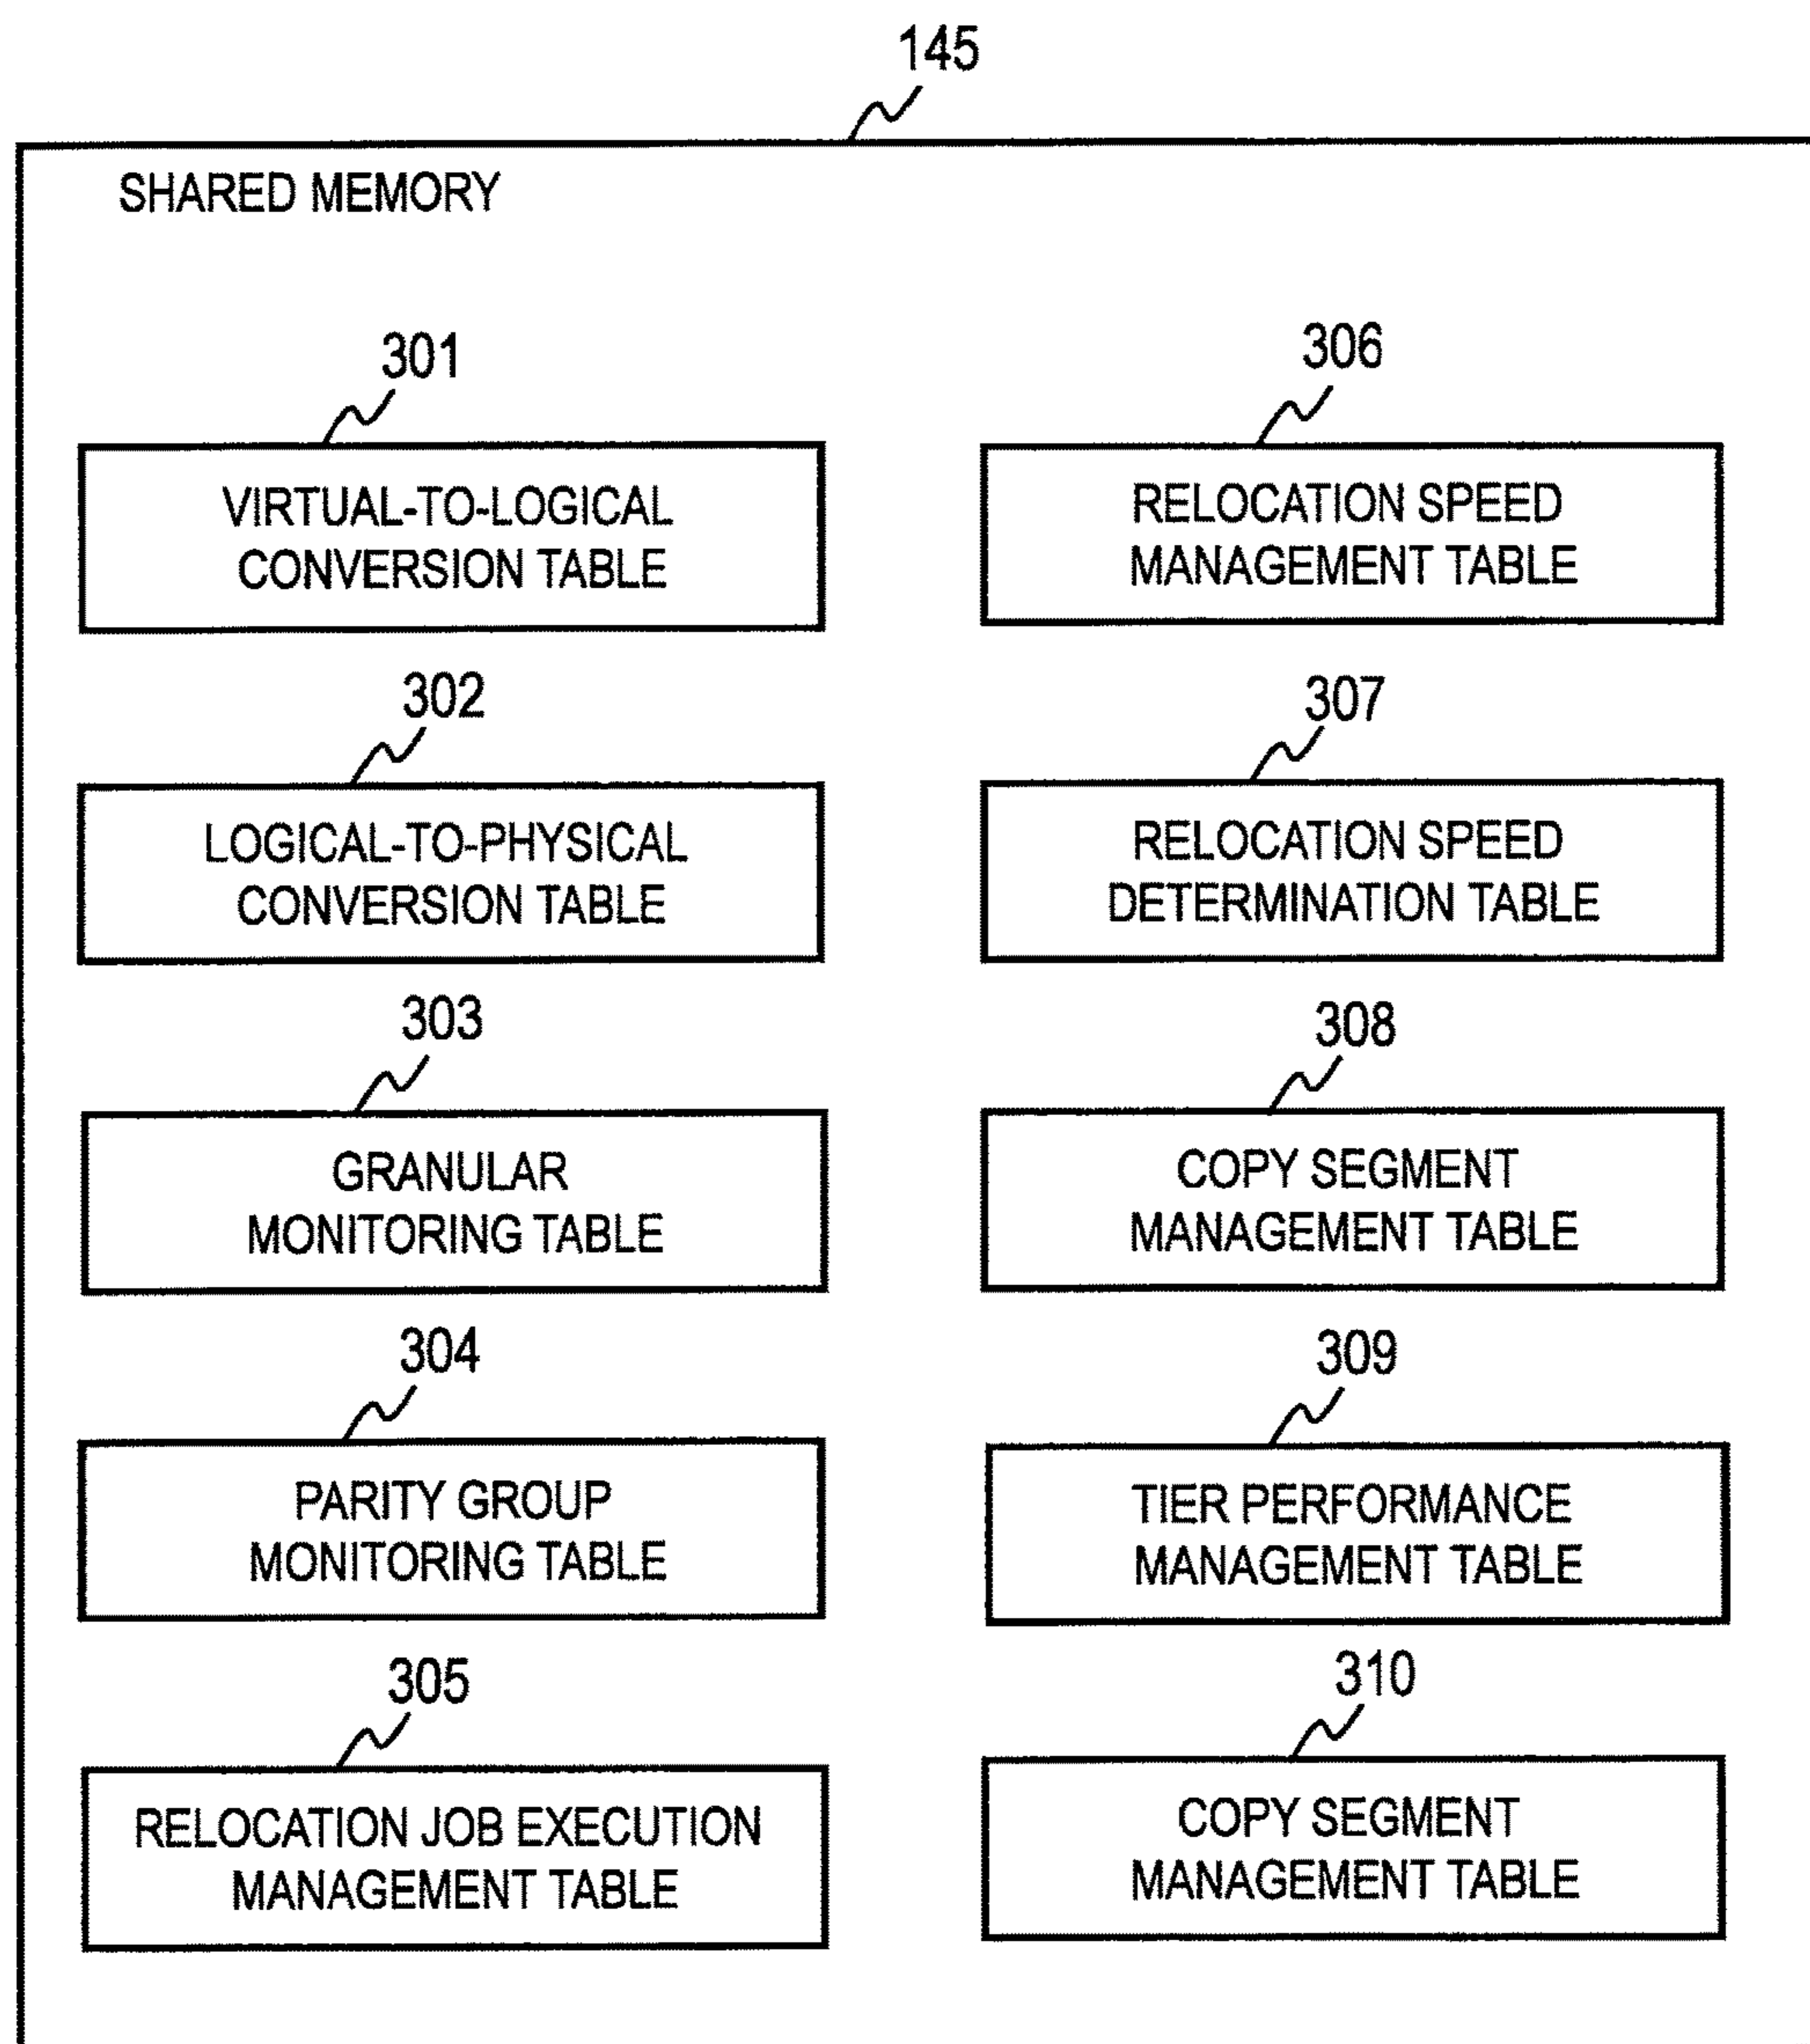 145
SHARED MEMORY
301
VIRTUAL-TO-LOGICAL
CONVERSION TABLE
302
LOGICAL-TO-PHYSICAL
CONVERSION TABLE
303
GRANULAR
MONITORING TABLE
304
PARITY GROUP
MONITORING TABLE
305
RELOCATION JOB EXECUTION
MANAGEMENT TABLE
306
RELOCATION SPEED
MANAGEMENT TABLE
307
RELOCATION SPEED
DETERMINATION TABLE
308
COPY SEGMENT
MANAGEMENT TABLE
309
TIER PERFORMANCE
MANAGEMENT TABLE
310
COPY SEGMENT
MANAGEMENT TABLE